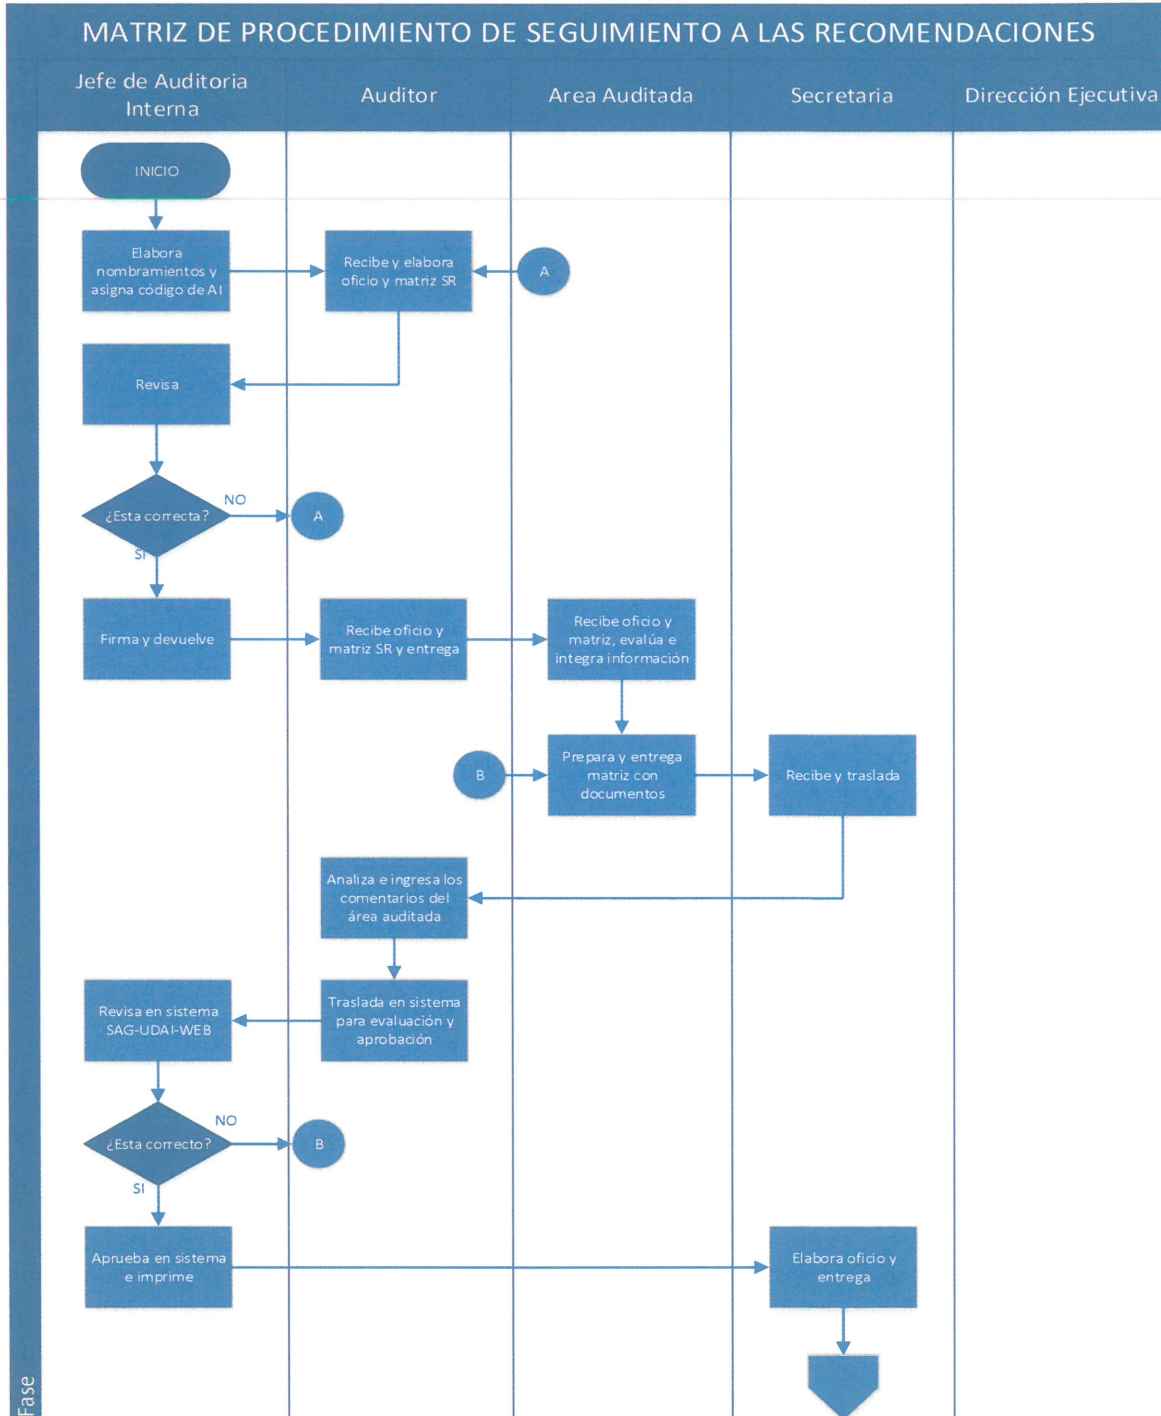 MATRIZ DE PROCEDIMIENTO DE SEGUIMIENTO A LAS RECOMENDACIONES
Jefe de Auditoria
Interna
Auditor
Area Auditada
Secretaria
Dirección Ejecutiva
INICIO
Elabora
nombramientos y
asigna código de AI
Recibe y elabora
oficio y matriz SR
A
Revisa
¿Esta correcta?
NO
A
SI
Firma y devuelve
Recibe oficio y
matriz SR y entrega
Recibe oficio y
matriz, evalúa e
integra información
B
Prepara y entrega
matriz con
documentos
Recibe y traslada
Analiza e ingresa los
comentarios del
área auditada
Revisa en sistema
SAG-UDAI-WEB
Traslada en sistema
para evaluación y
aprobación
¿Esta correcto?
NO
B
SI
Aprueba en sistema
e imprime
Elabora oficio y
entrega
Fase